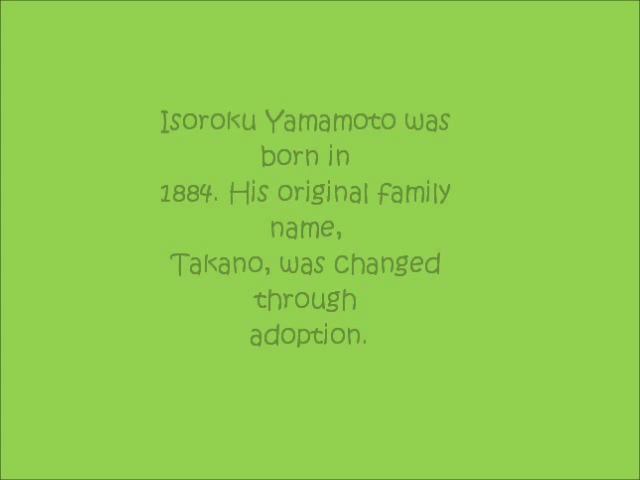 Isoroku Yamamoto was
born in
1884. His original family
name,
Takano, was changed
through
adoption.